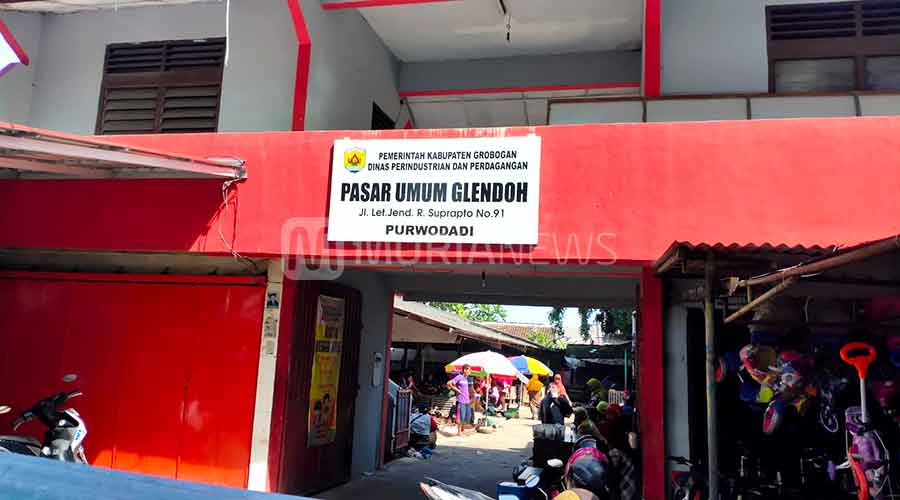 PEMERINTAH KABUPATEN GROBOGAN
DINAS PERINDUSTRIAN DAN PERDAGANGAN
PASAR UMUM GLENDOH
Jl. Let.Jend. R. Suprapto No.91
PURWODADI
MURIANEWS